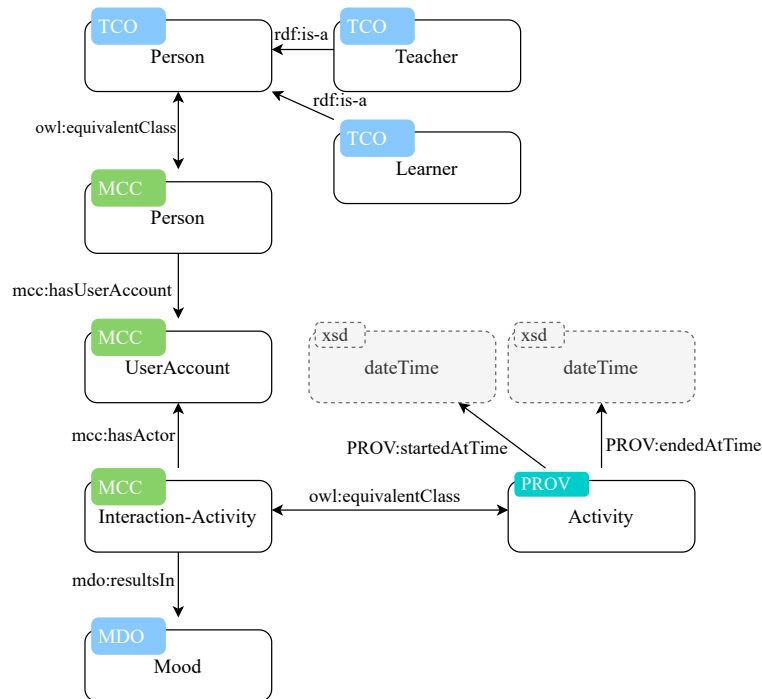 TCO
Person
rdf:is-a
TCO
Teacher
rdf:is-a
owl:equivalentClass
TCO
Learner
MCC
Person
mcc:hasUserAccount
MCC
UserAccount
xsd
dateTime
xsd
dateTime
mcc:hasActor
PROV:startedAtTime
PROV:endedAtTime
MCC
Interaction-Activity
owl:equivalentClass
PROV
Activity
mdo:resultsIn
MDO
Mood